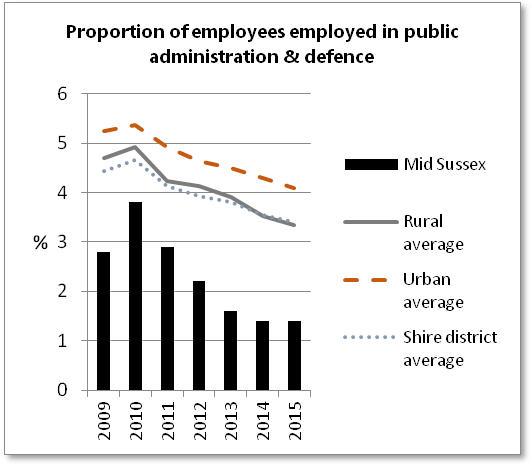 Proportion of employees employed in public
administration & defence
6
5
4
3
2
1
0
%
2009
2010
2011
2012
2013
2014
2015
Mid Sussex
Rural
average
Urban
average
Shire district
average